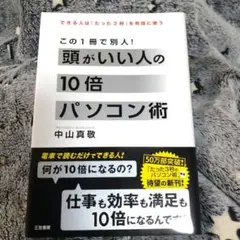 できる人は「たった3秒」を有効に使う
この1冊で別人!
頭がいい人の
10倍
パソコン術
中山真敬
電車で読むだけでできる人!
何が10倍になるの?
50万部突破!
『たった3秒の
パソコン術』
待望の新刊!
仕事も効率も満足も
10倍になるんです
三笠書房